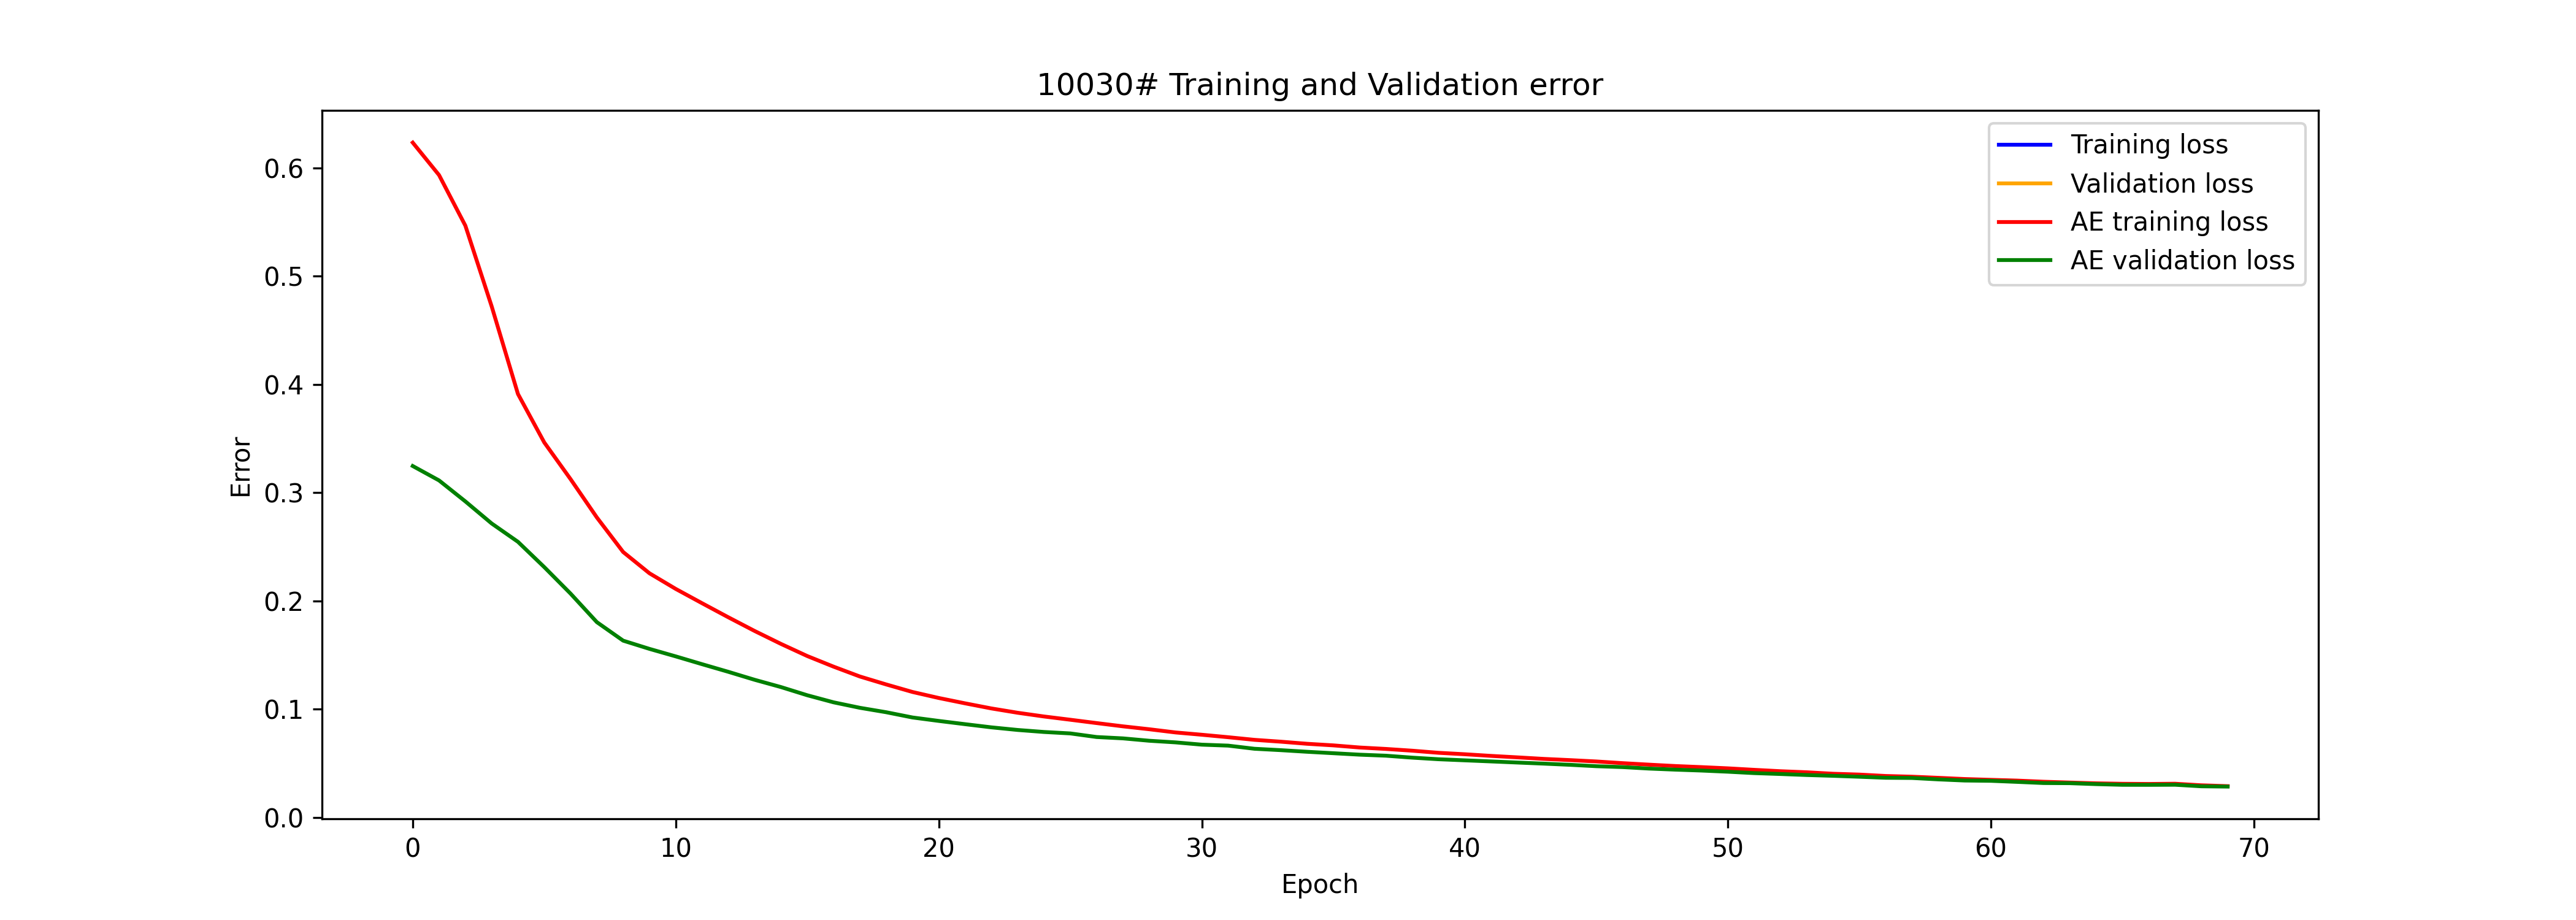 10030# Training and Validation error
Training loss
Validation loss
AE training loss
AE validation loss
Error
0.6
0.5
0.4
0.3
0.2
0.1
0.0
0 10 20 30 40 50 60 70
Epoch